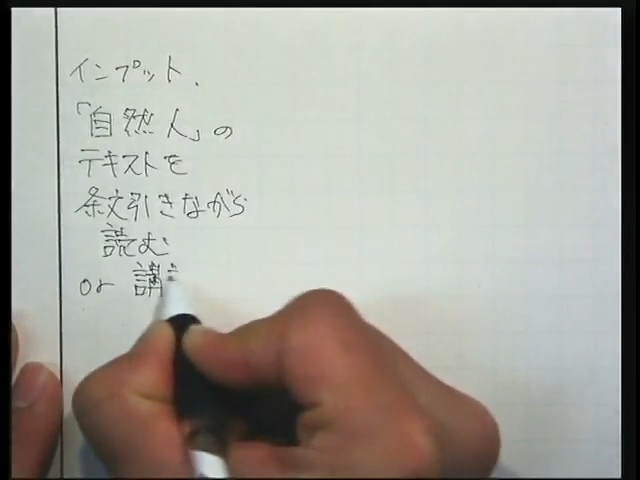 インプット.
「自然人」の
テキストを
条文引きながら
読む
or 講